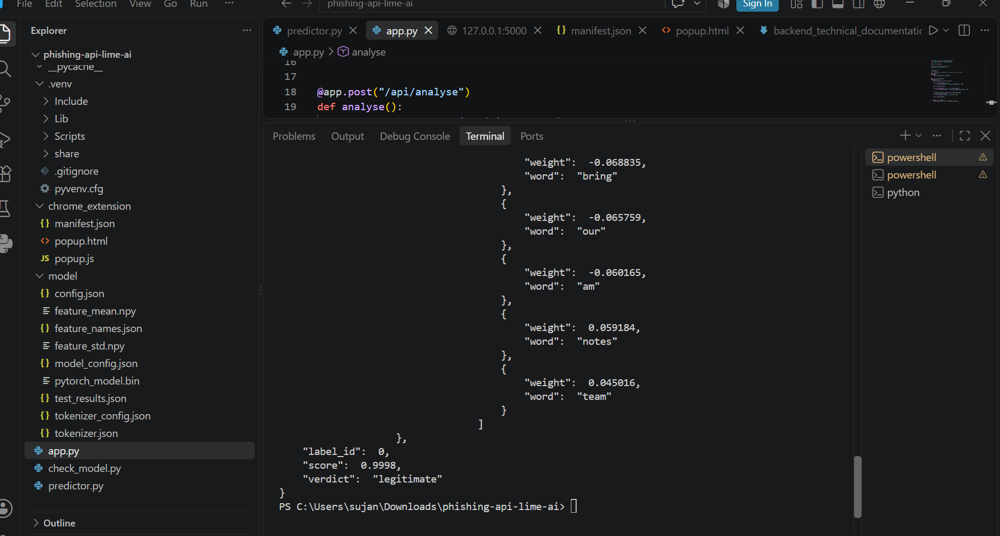 File Edit Selection View Go Run ···
phishing-api-lime-ai
Sign In
Explorer
phishing-api-lime-ai
__pycache__
.venv
Include
Lib
Scripts
share
.gitignore
pyvenv.cfg
chrome_extension
manifest.json
popup.html
popup.js
model
config.json
feature_mean.npy
feature_names.json
feature_std.npy
model_config.json
pytorch_model.bin
test_results.json
tokenizer_config.json
tokenizer.json
app.py
check_model.py
predictor.py
Outline
predictor.py app.py 127.0.0.1:5000 manifest.json popup.html backend_technical_documentatic
app.py > analyse
16
17
18 @app.post("/api/analyse")
19 def analyse():
Problems Output Debug Console Terminal Ports
"weight":  -0.068835,
"word":  "bring"
},
{
"weight":  -0.065759,
"word":  "our"
},
{
"weight":  -0.060165,
"word":  "am"
},
{
"weight":  0.059184,
"word":  "notes"
},
{
"weight":  0.045016,
"word":  "team"
}
]
},
"label_id":  0,
"score":  0.9998,
"verdict":  "legitimate"
}
PS C:\Users\sujan\Downloads\phishing-api-lime-ai>
powershell
powershell
python